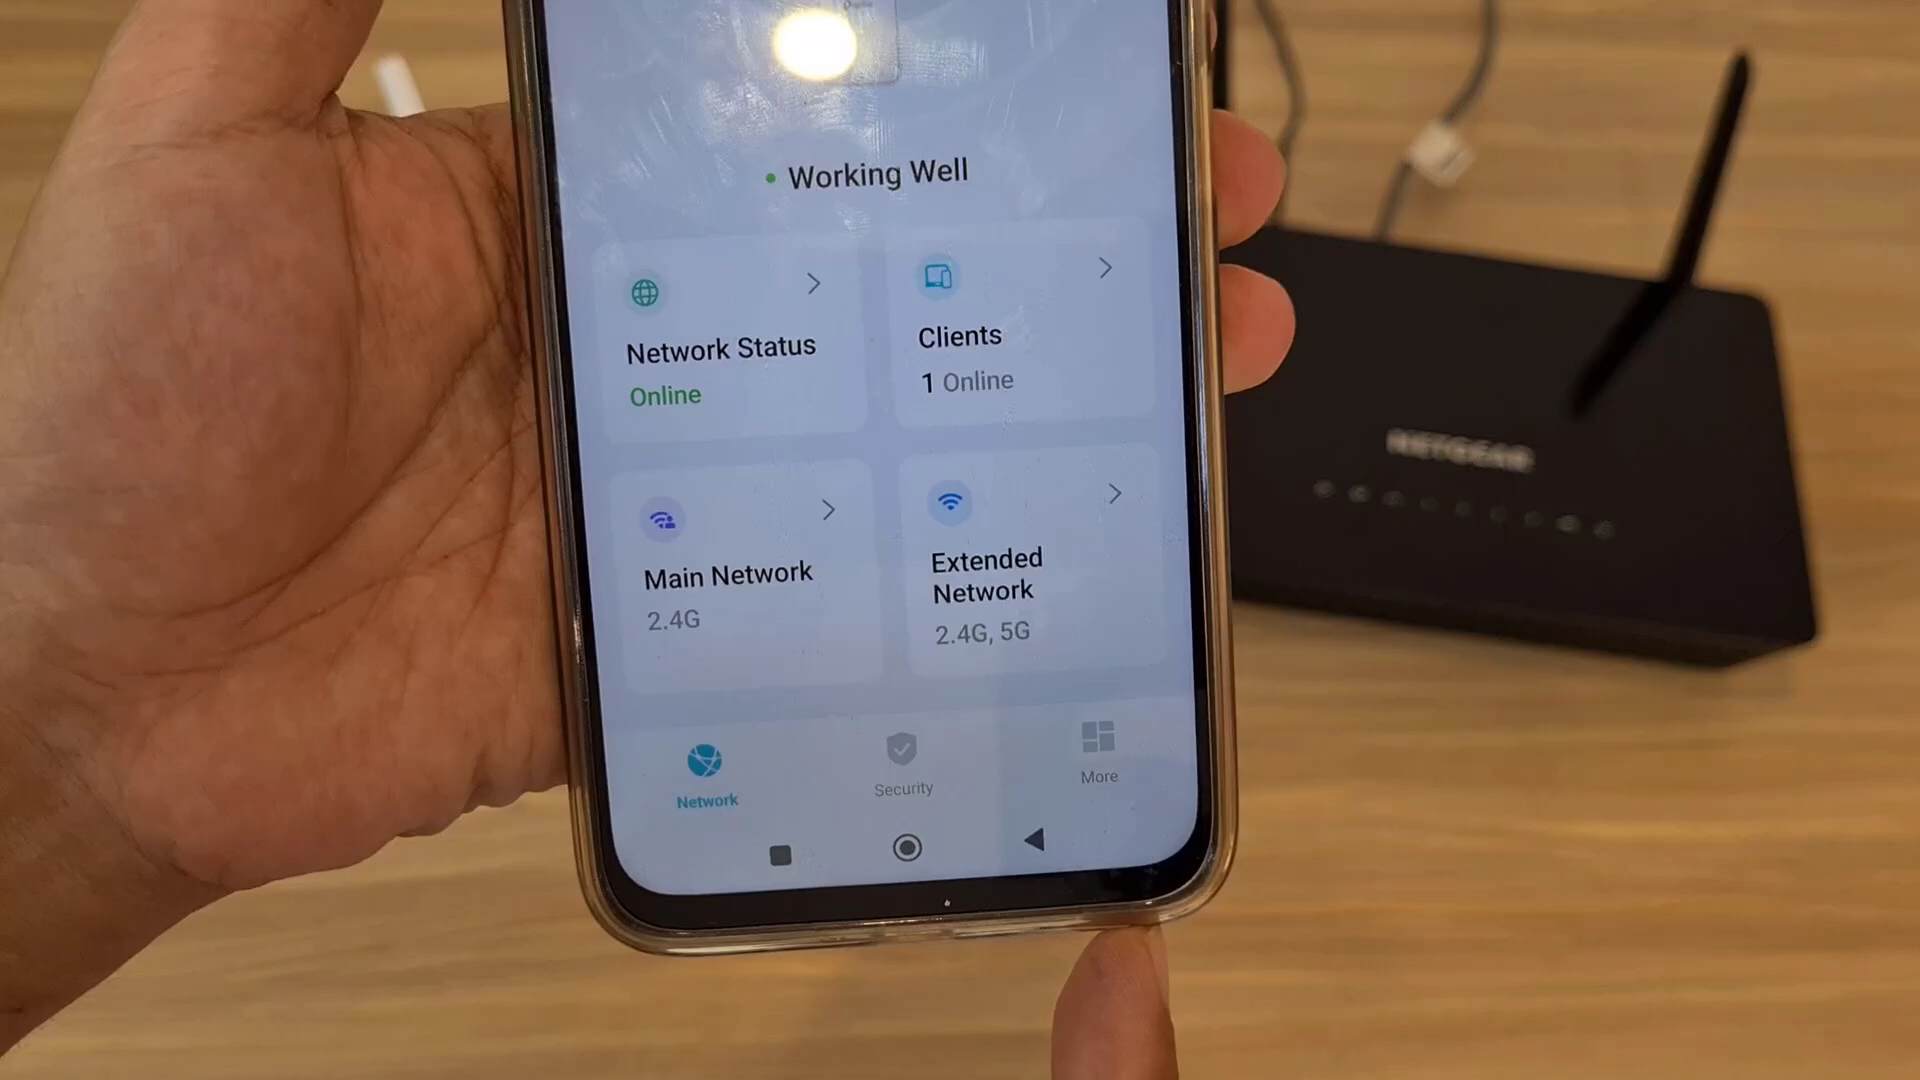 Working Well
Network Status
Online
Clients
1 Online
Main Network
2.4G
Extended
Network
2.4G, 5G
Network
Security
More
NETGEAR